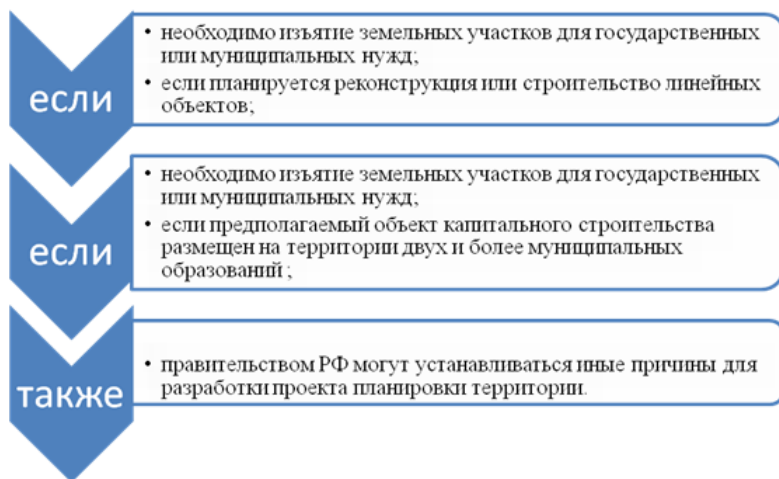 если
• необходимо изъятие земельных участков для государственных
или муниципальных нужд;
• если планируется реконструкция или строительство линейных
объектов;
если
• необходимо изъятие земельных участков для государственных
или муниципальных нужд;
• если предполагаемый объект капитального строительства
размещен на территории двух и более муниципальных
образований ;
также
• правительством РФ могут устанавливаться иные причины для
разработки проекта планировки территории.